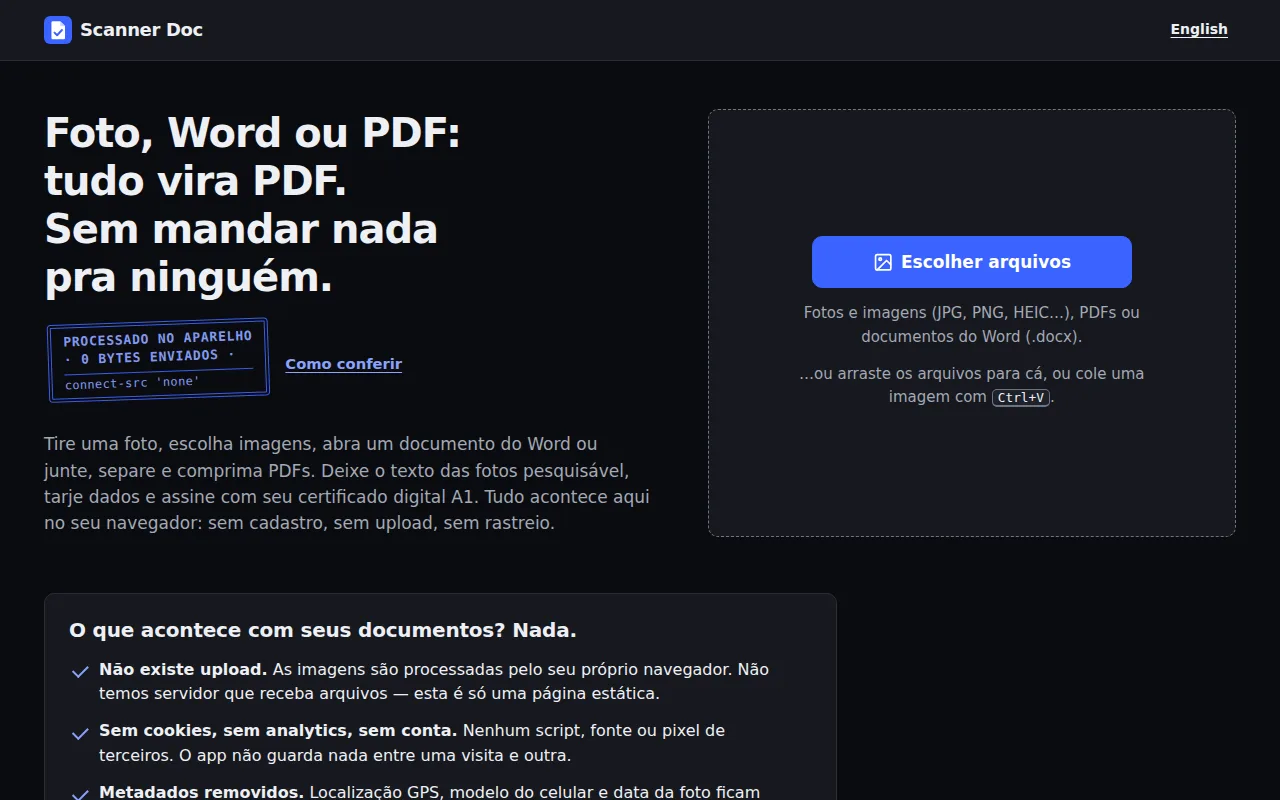 Scanner Doc
English
Foto, Word ou PDF:
tudo vira PDF.
Sem mandar nada
pra ninguém.
PROCESSADO NO APARELHO
· 0 BYTES ENVIADOS ·
connect-src 'none'
Como conferir
Tire uma foto, escolha imagens, abra um documento do Word ou
junte, separe e comprima PDFs. Deixe o texto das fotos pesquisável,
tarje dados e assine com seu certificado digital A1. Tudo acontece aqui
no seu navegador: sem cadastro, sem upload, sem rastreio.
Escolher arquivos
Fotos e imagens (JPG, PNG, HEIC…), PDFs ou
documentos do Word (.docx).
…ou arraste os arquivos para cá, ou cole uma
imagem com Ctrl+V.
O que acontece com seus documentos? Nada.
Não existe upload. As imagens são processadas pelo seu próprio navegador. Não
temos servidor que receba arquivos — esta é só uma página estática.
Sem cookies, sem analytics, sem conta. Nenhum script, fonte ou pixel de
terceiros. O app não guarda nada entre uma visita e outra.
Metadados removidos. Localização GPS, modelo do celular e data da foto ficam